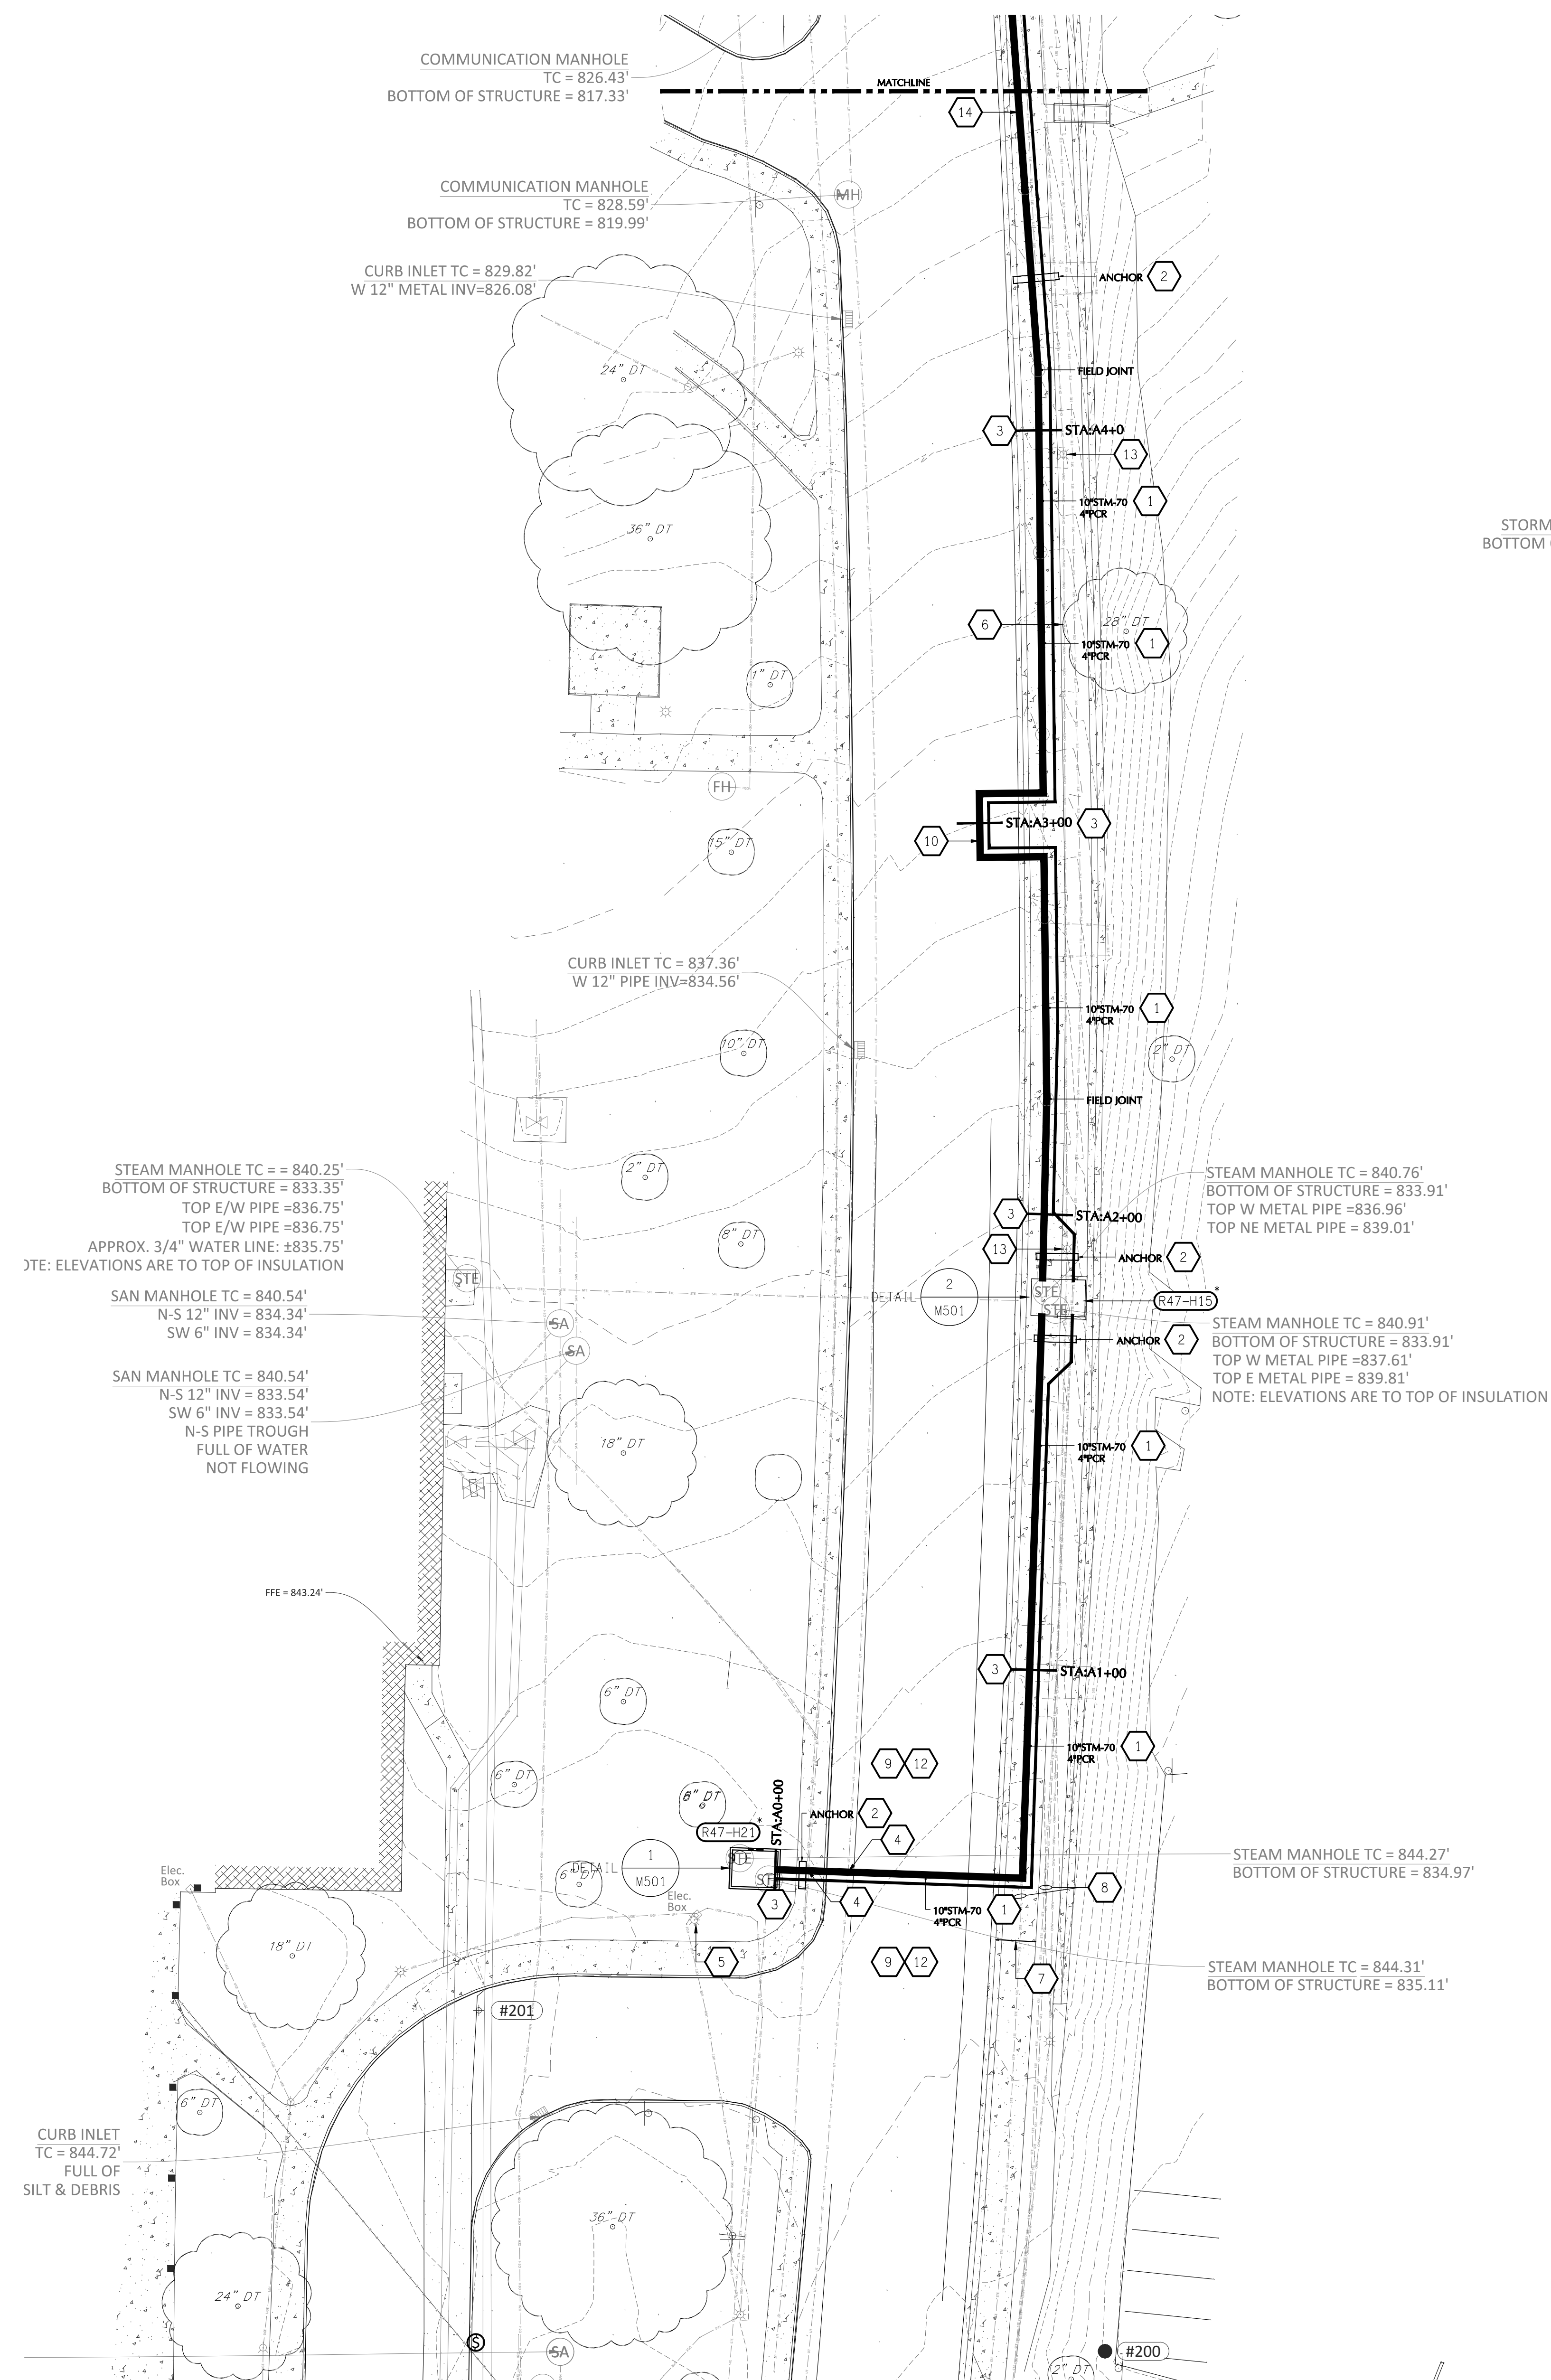 COMMUNICATION MANHOLE
TC = 826.43'
BOTTOM OF STRUCTURE = 817.33'
MATCHLINE
14
COMMUNICATION MANHOLE
TC = 828.59'
BOTTOM OF STRUCTURE = 819.99'
MH
CURB INLET TC = 829.82'
W 12" METAL INV=826.08'
ANCHOR 2
24" DT
FIELD JOINT
3 STA:A4+0
13
10"STM-70 1
4"PCR
36" DT
STORM
BOTTOM
6
28" DT
10"STM-70 1
4"PCR
1" DT
FH
STA:A3+00 3
10
15" DT
CURB INLET TC = 837.36'
W 12" PIPE INV=834.56'
10"STM-70 1
4"PCR
10" DT
2" DT
FIELD JOINT
STEAM MANHOLE TC = = 840.25'
BOTTOM OF STRUCTURE = 833.35'
TOP E/W PIPE =836.75'
TOP E/W PIPE =836.75'
APPROX. 3/4" WATER LINE: ±835.75'
OTE: ELEVATIONS ARE TO TOP OF INSULATION
2" DT
STEAM MANHOLE TC = 840.76'
BOTTOM OF STRUCTURE = 833.91'
TOP W METAL PIPE =836.96'
TOP NE METAL PIPE = 839.01'
3 STA:A2+00
8" DT
13
ANCHOR 2
STE
STE
STE
DETAIL 2
M501
R47-H15*
SAN MANHOLE TC = 840.54'
N-S 12" INV = 834.34'
SW 6" INV = 834.34'
SA
SA
STEAM MANHOLE TC = 840.91'
BOTTOM OF STRUCTURE = 833.91'
TOP W METAL PIPE =837.61'
TOP E METAL PIPE = 839.81'
NOTE: ELEVATIONS ARE TO TOP OF INSULATION
ANCHOR 2
SAN MANHOLE TC = 840.54'
N-S 12" INV = 833.54'
SW 6" INV = 833.54'
N-S PIPE TROUGH
FULL OF WATER
NOT FLOWING
18" DT
10"STM-70 1
4"PCR
FFE = 843.24'
3 STA:A1+00
6" DT
10"STM-70 1
4"PCR
9 12
6" DT
8" DT
STA:A0+00
ANCHOR 2
R47-H21*
4
DETAIL 1
M501
STE
6" DT
STEAM MANHOLE TC = 844.27'
BOTTOM OF STRUCTURE = 834.97'
Elec.
Box
Elec.
Box
3
4
10"STM-70 1
4"PCR
8
18" DT
5
9 12
7
STEAM MANHOLE TC = 844.31'
BOTTOM OF STRUCTURE = 835.11'
#201
6" DT
CURB INLET
TC = 844.72'
FULL OF
SILT & DEBRIS
36" DT
24" DT
S
SA
#200
2" DT